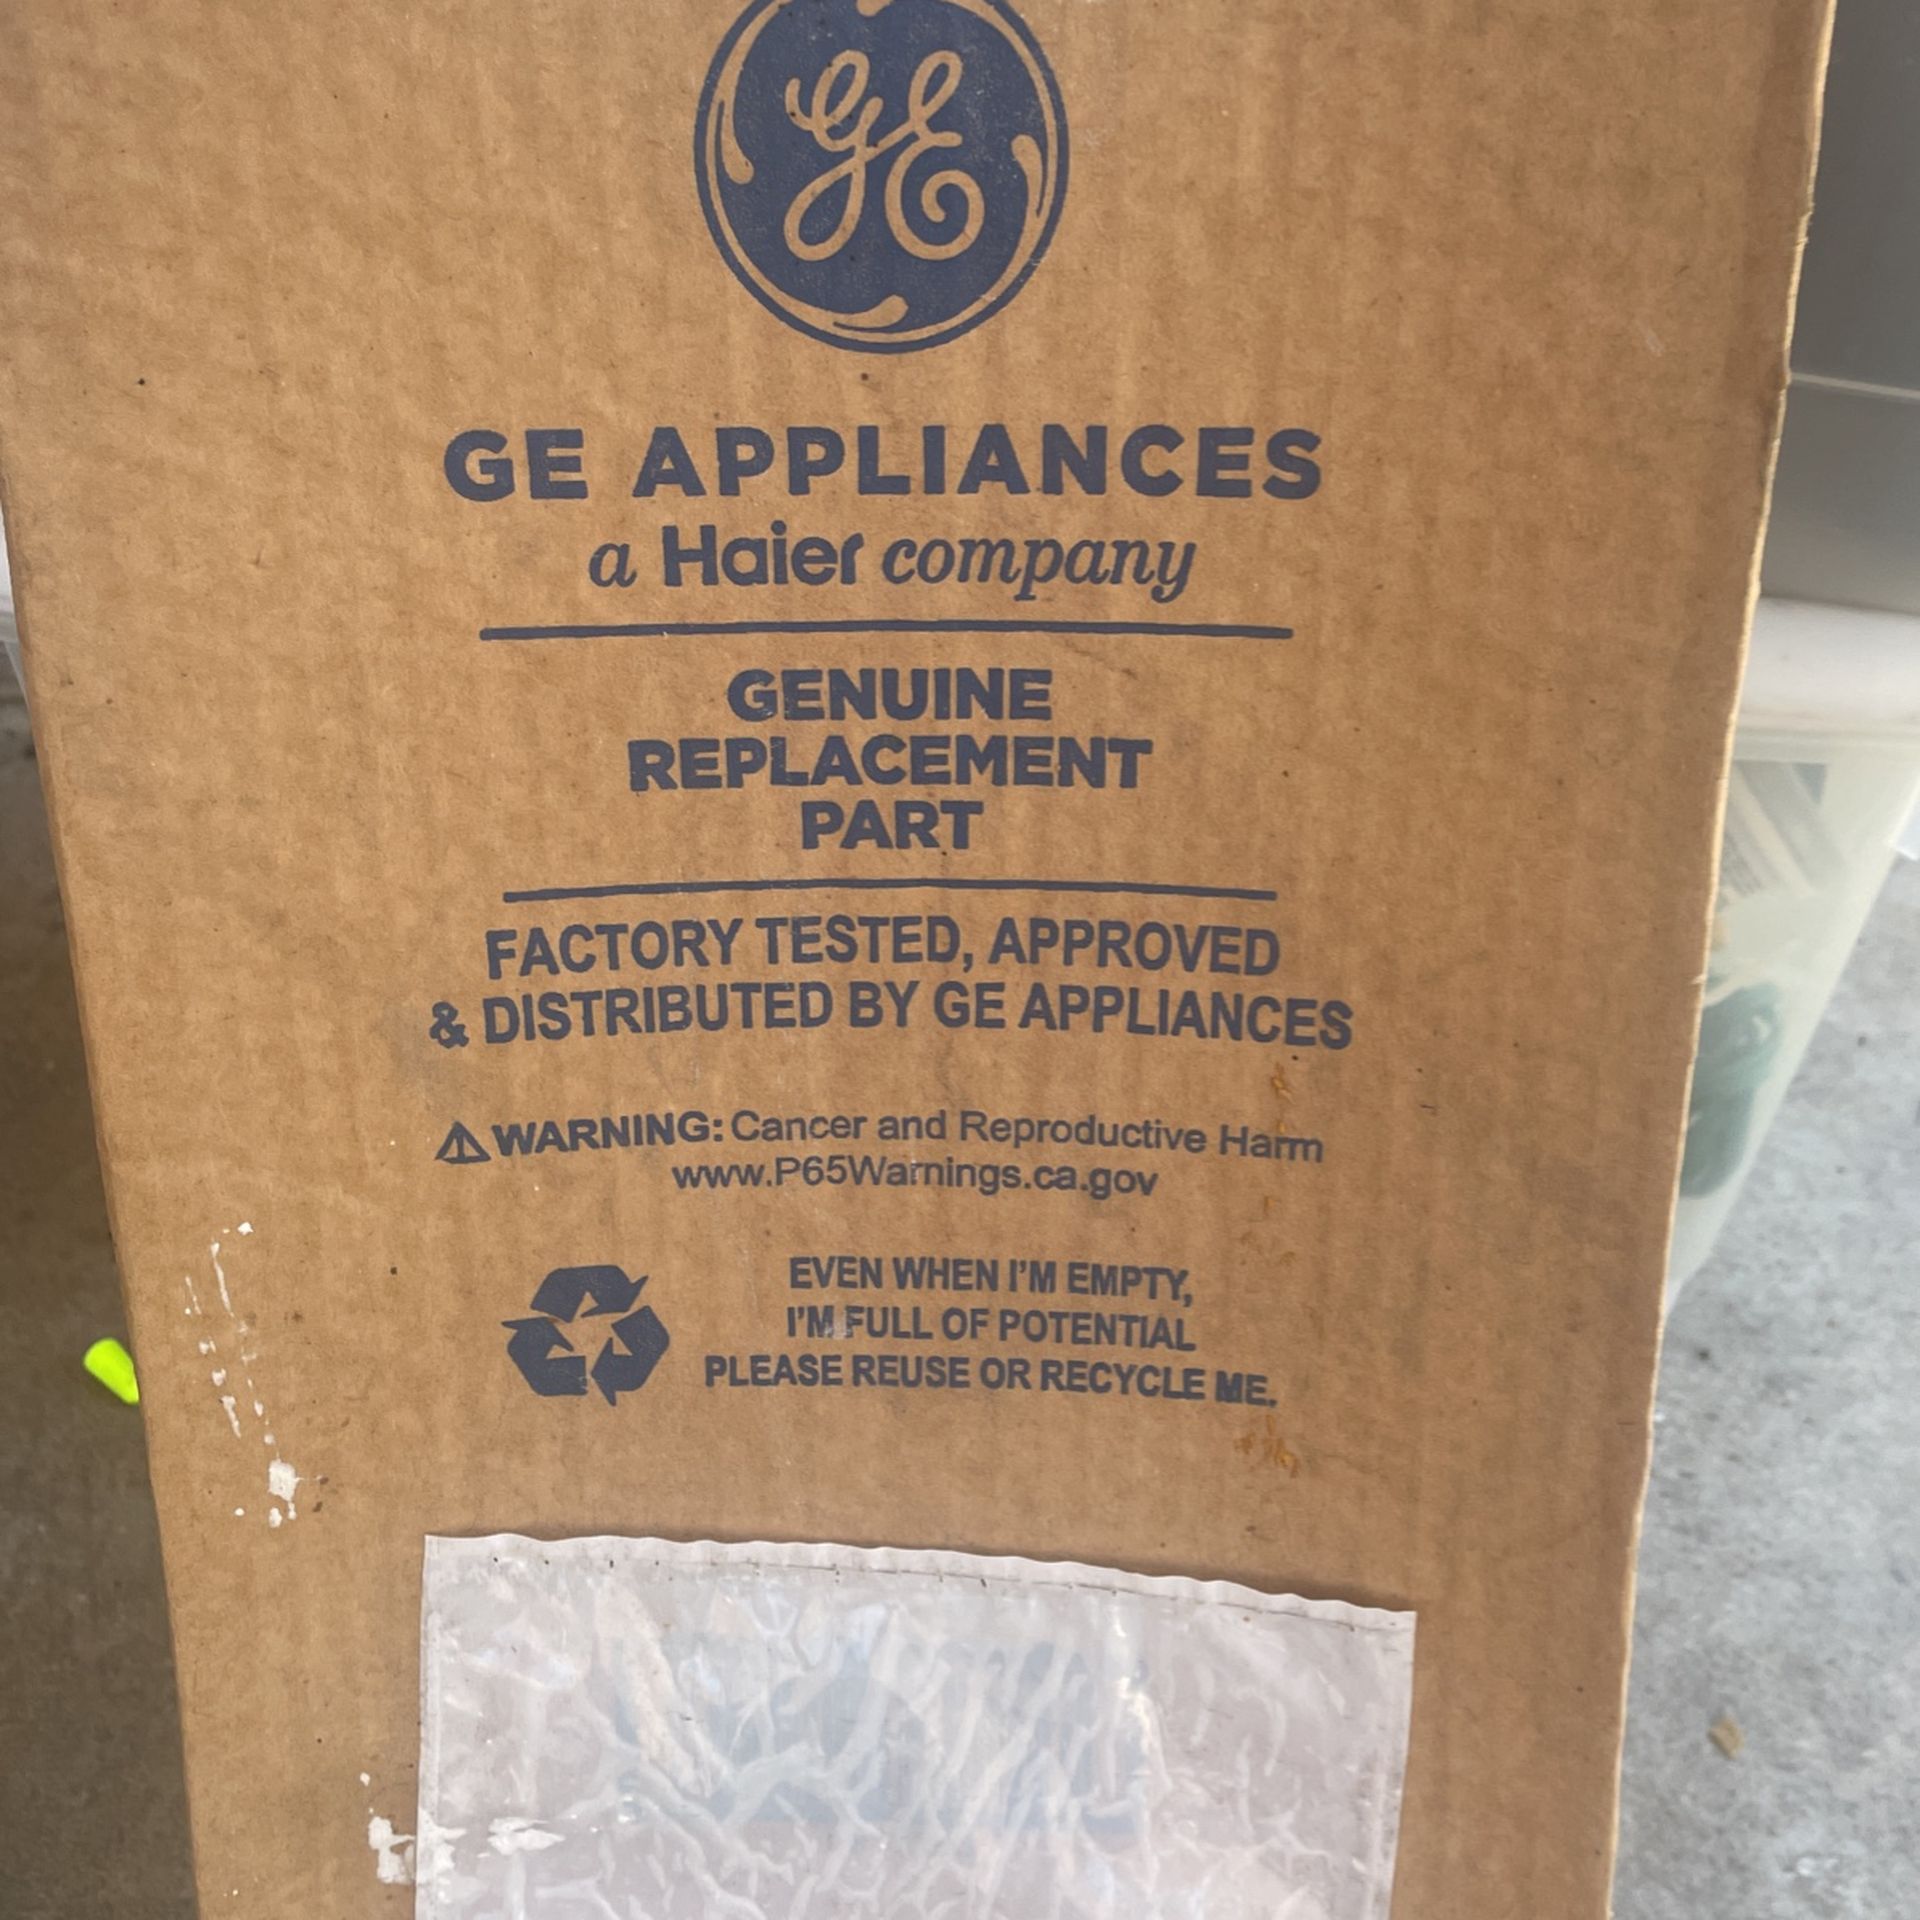 GE
GE APPLIANCES
a Haier company
GENUINE
REPLACEMENT
PART
FACTORY TESTED, APPROVED
& DISTRIBUTED BY GE APPLIANCES
⚠ WARNING: Cancer and Reproductive Harm
www.P65Warnings.ca.gov
EVEN WHEN I'M EMPTY,
I'M FULL OF POTENTIAL
PLEASE REUSE OR RECYCLE ME.